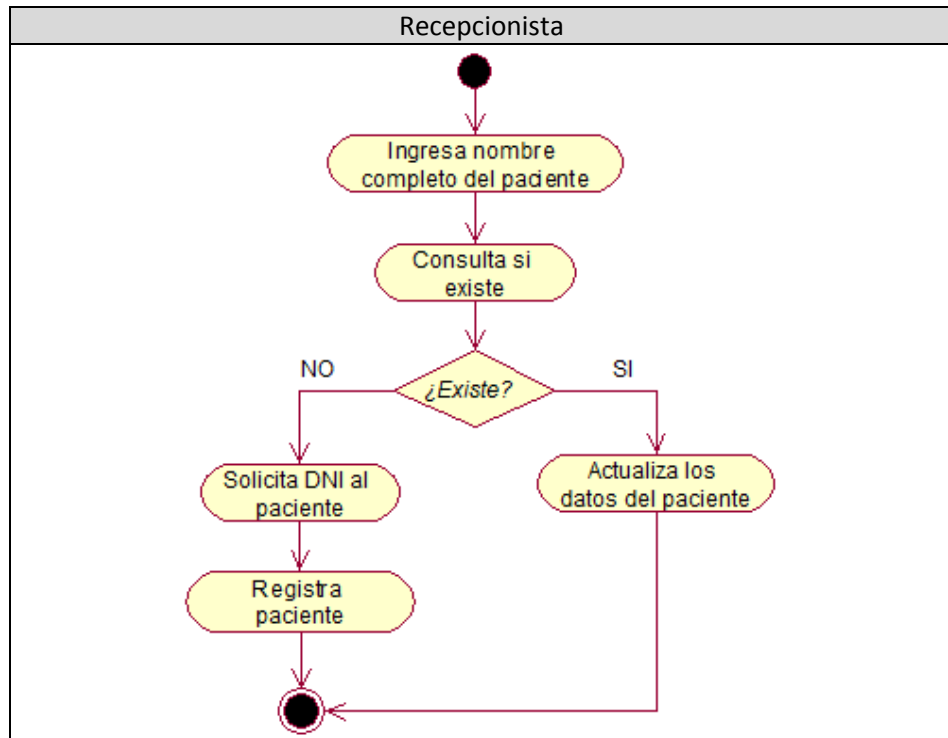 Recepcionista
Ingresa nombre
completo del paciente
Consulta si
existe
NO
SI
¿Existe?
Solicita DNI al
paciente
Actualiza los
datos del paciente
Registra
paciente